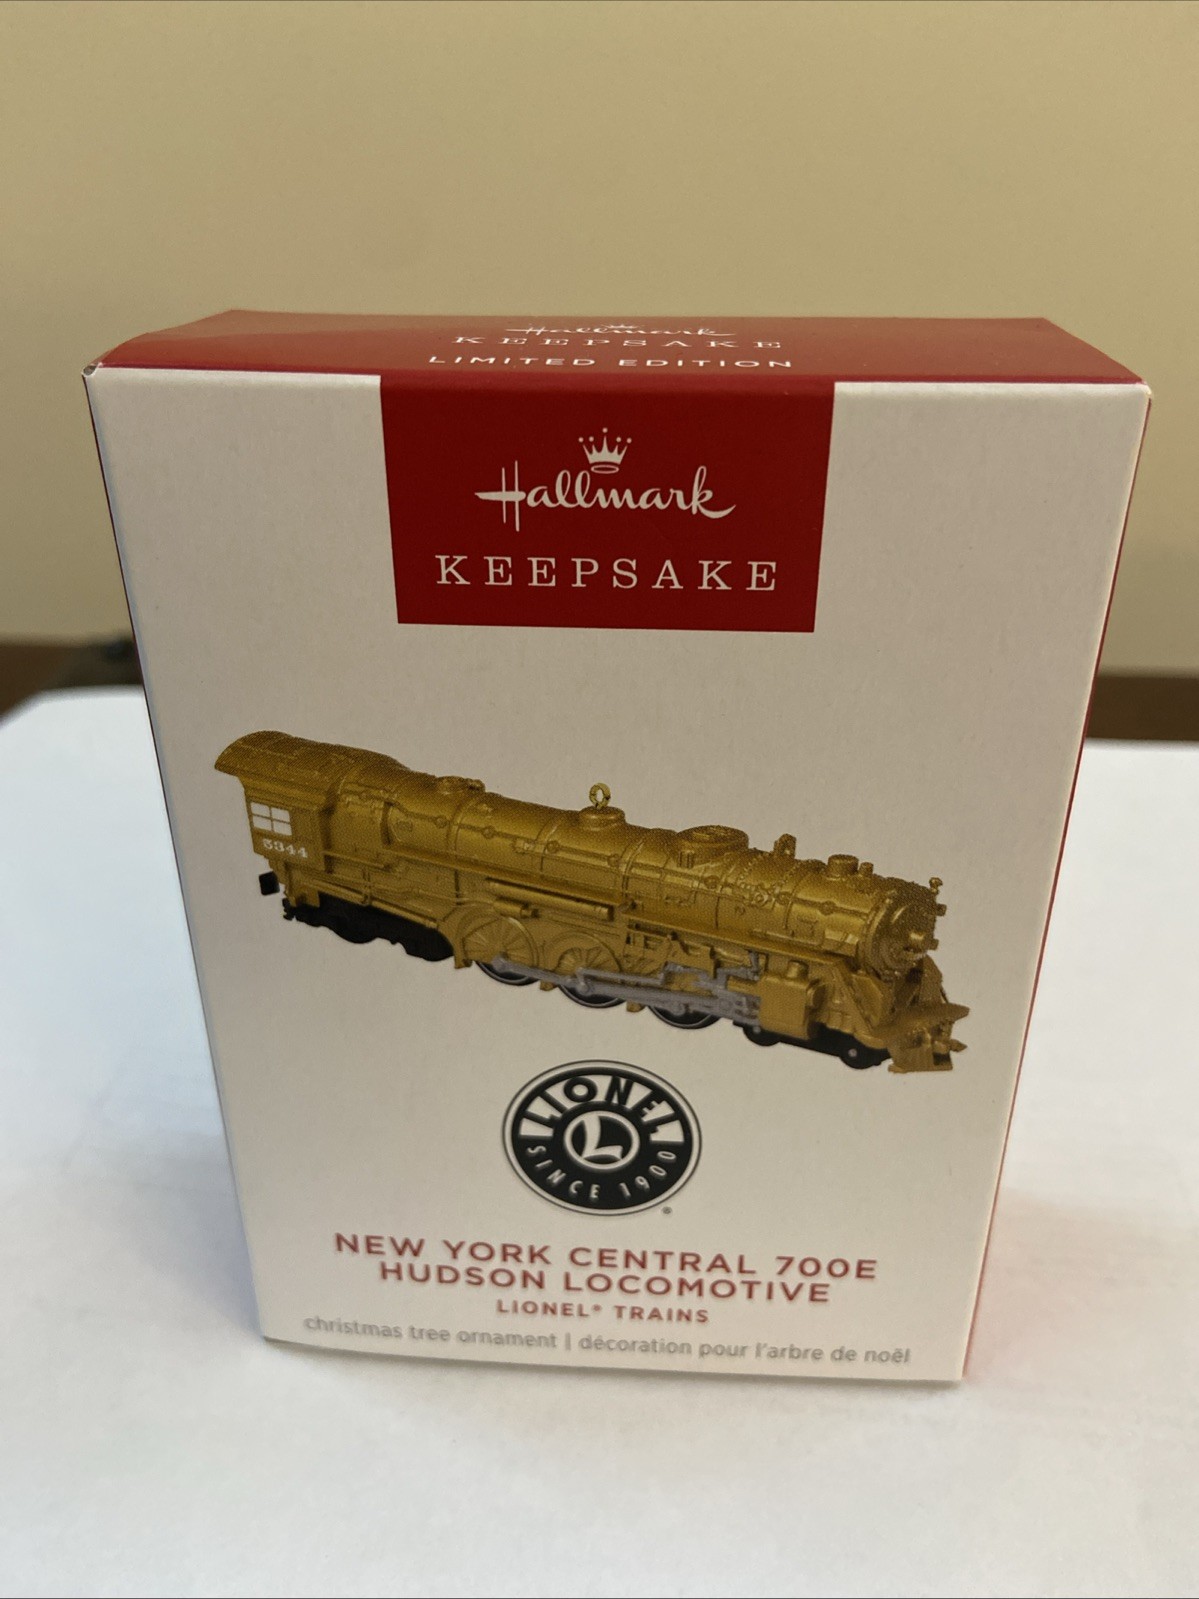 Hallmark
KEEPSAKE
LIMITED EDITION
Hallmark
KEEPSAKE
5344
LIONEL
L
SINCE 1900
®
NEW YORK CENTRAL 700E
HUDSON LOCOMOTIVE
LIONEL® TRAINS
christmas tree ornament | décoration pour l'arbre de noël